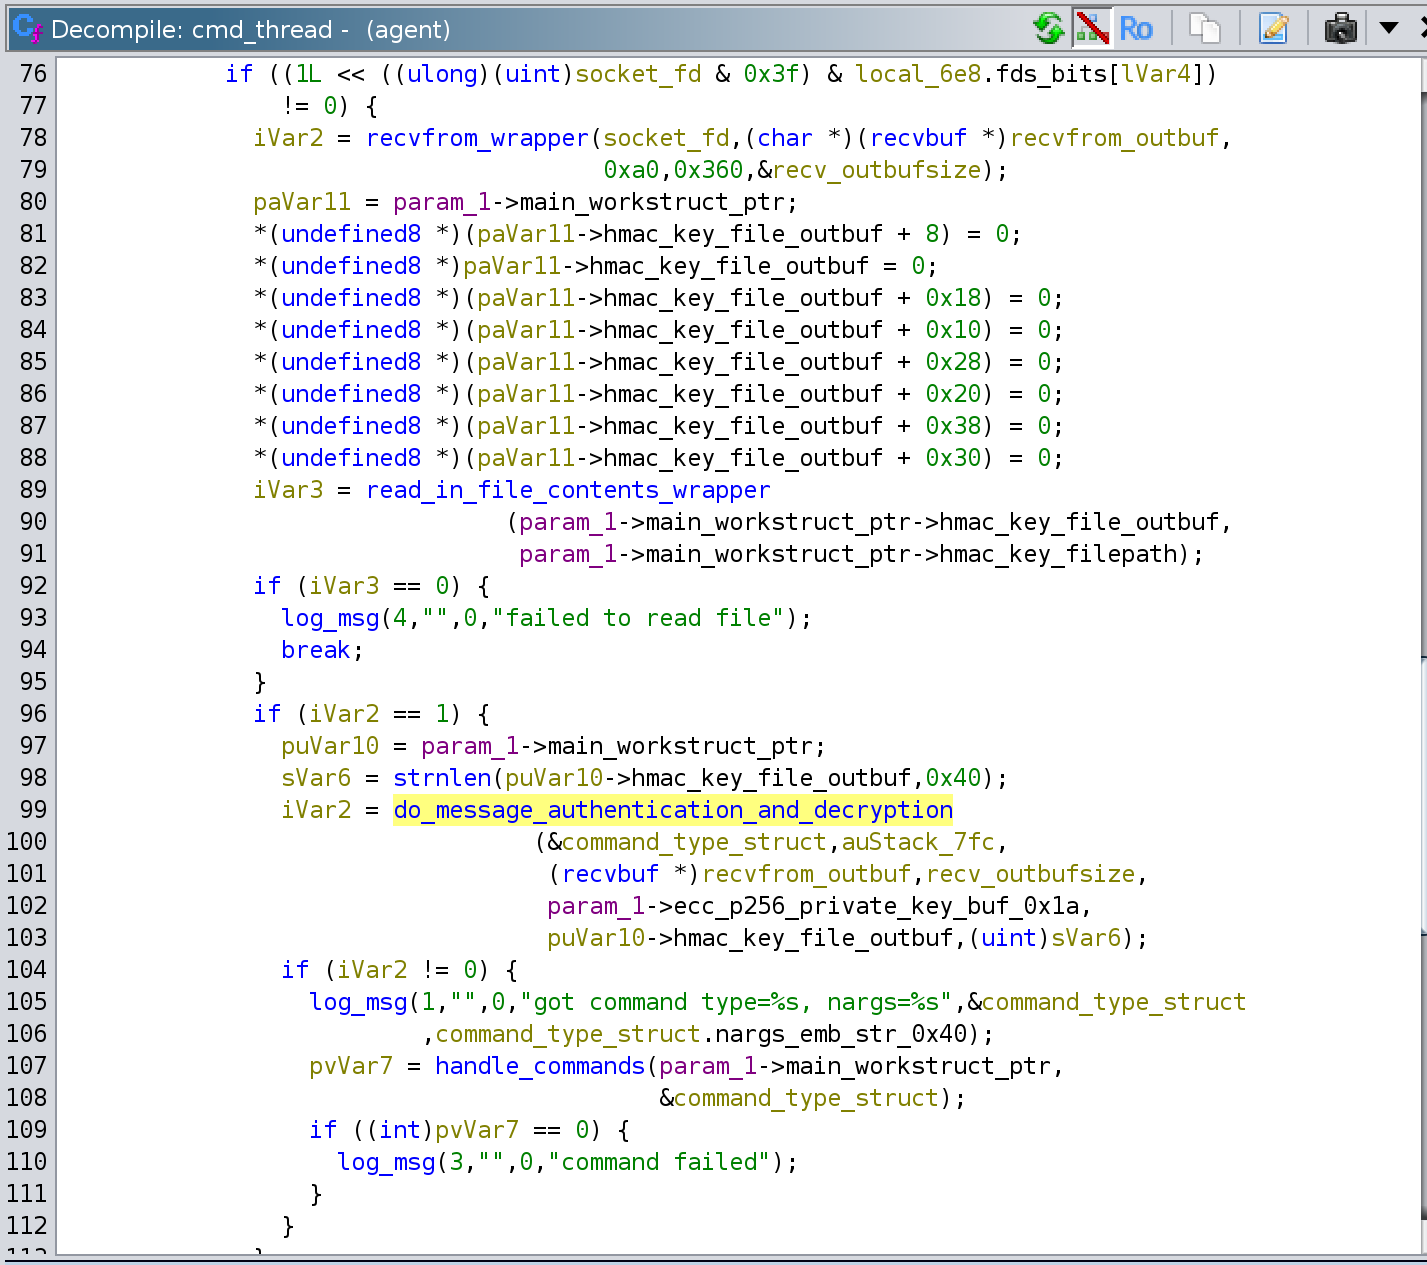 Decompile: cmd_thread - (agent)
Ro
76 if ((1L << ((ulong)(uint)socket_fd & 0x3f) & local_6e8.fds_bits[lVar4])
77 != 0) {
78 iVar2 = recvfrom_wrapper(socket_fd,(char *)(recvbuf *)recvfrom_outbuf,
79 0xa0,0x360,&recv_outbufsize);
80 paVar11 = param_1->main_workstruct_ptr;
81 *(undefined8 *)(paVar11->hmac_key_file_outbuf + 8) = 0;
82 *(undefined8 *)paVar11->hmac_key_file_outbuf = 0;
83 *(undefined8 *)(paVar11->hmac_key_file_outbuf + 0x18) = 0;
84 *(undefined8 *)(paVar11->hmac_key_file_outbuf + 0x10) = 0;
85 *(undefined8 *)(paVar11->hmac_key_file_outbuf + 0x28) = 0;
86 *(undefined8 *)(paVar11->hmac_key_file_outbuf + 0x20) = 0;
87 *(undefined8 *)(paVar11->hmac_key_file_outbuf + 0x38) = 0;
88 *(undefined8 *)(paVar11->hmac_key_file_outbuf + 0x30) = 0;
89 iVar3 = read_in_file_contents_wrapper
90 (param_1->main_workstruct_ptr->hmac_key_file_outbuf,
91 param_1->main_workstruct_ptr->hmac_key_filepath);
92 if (iVar3 == 0) {
93 log_msg(4,"",0,"failed to read file");
94 break;
95 }
96 if (iVar2 == 1) {
97 puVar10 = param_1->main_workstruct_ptr;
98 sVar6 = strnlen(puVar10->hmac_key_file_outbuf,0x40);
99 iVar2 = do_message_authentication_and_decryption
100 (&command_type_struct,auStack_7fc,
101 (recvbuf *)recvfrom_outbuf,recv_outbufsize,
102 param_1->ecc_p256_private_key_buf_0x1a,
103 puVar10->hmac_key_file_outbuf,(uint)sVar6);
104 if (iVar2 != 0) {
105 log_msg(1,"",0,"got command type=%s, nargs=%s",&command_type_struct
106 ,command_type_struct.nargs_emb_str_0x40);
107 pvVar7 = handle_commands(param_1->main_workstruct_ptr,
108 &command_type_struct);
109 if ((int)pvVar7 == 0) {
110 log_msg(3,"",0,"command failed");
111 }
112 }